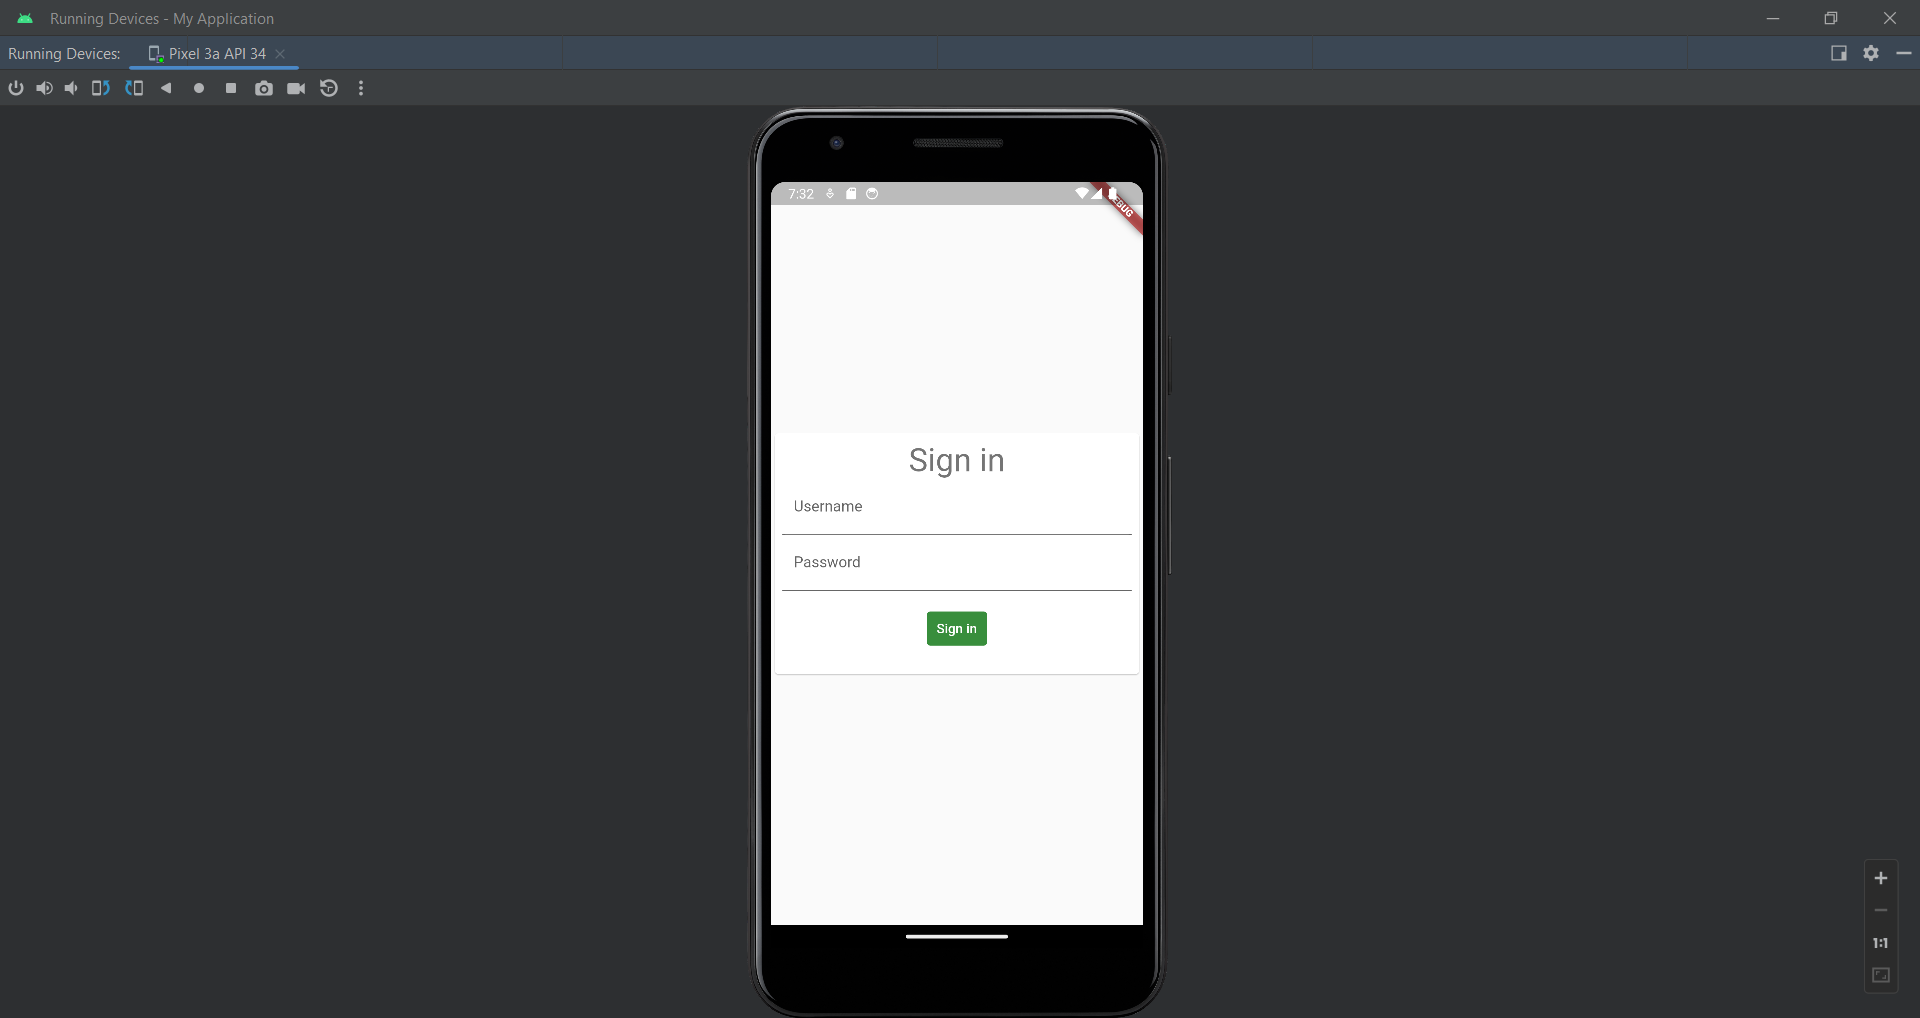 Running Devices - My Application
Running Devices: Pixel 3a API 34
7:32
Sign in
Username
Password
Sign in
1:1